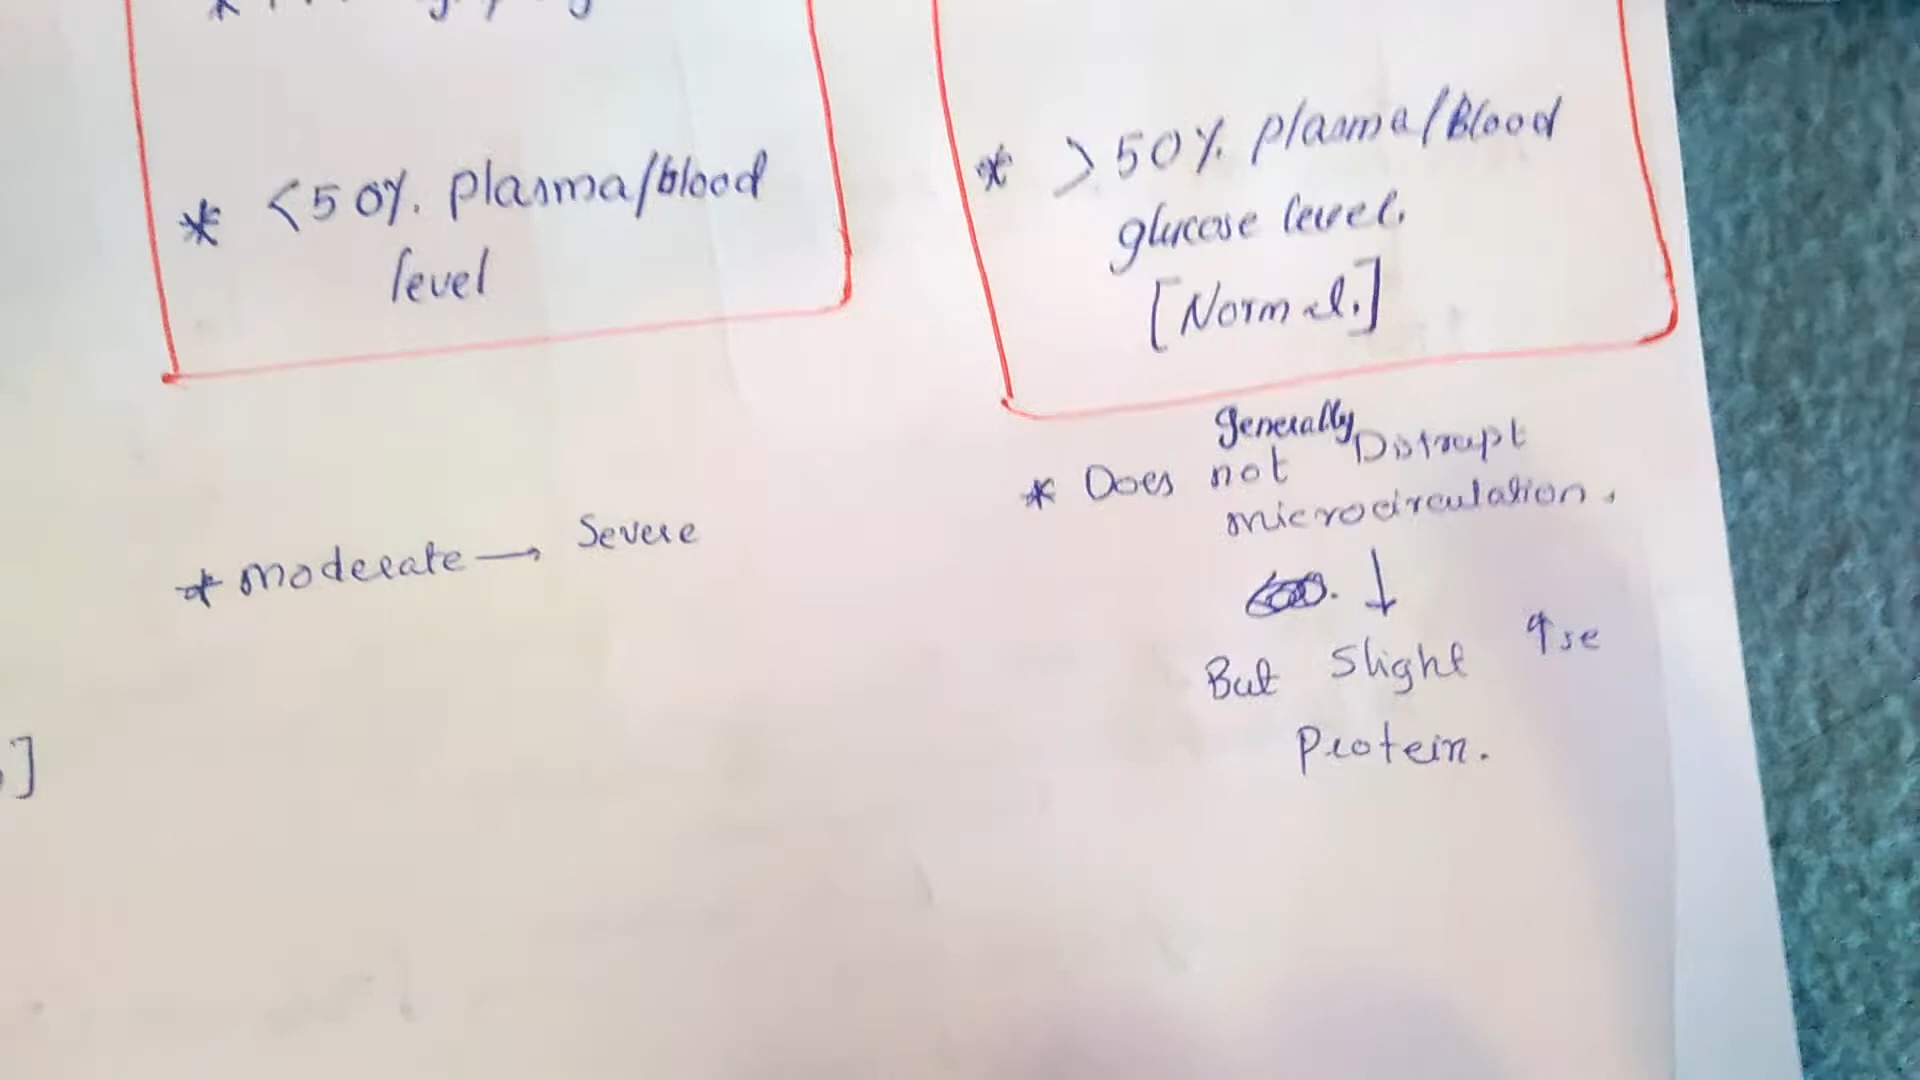 * <50%. plasma/blood
level
* moderate → Severe
]
* >50%. plasma/Blood
glucose level.
[Normal.]
generally
* Does not Distrupt
microcirculation.
↓
But Slight ↑se
Protein.